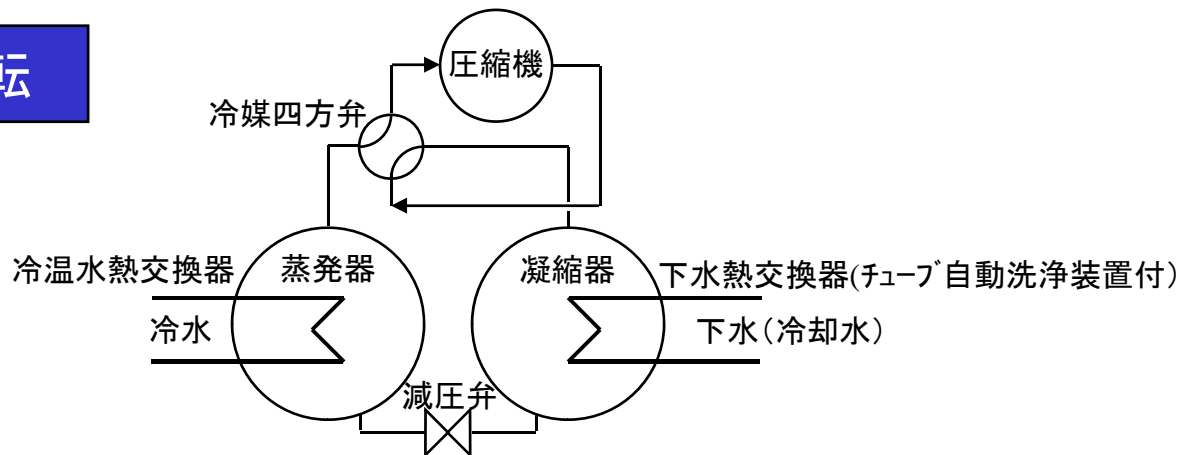 転
圧縮機
冷媒四方弁
冷温水熱交換器
蒸発器
凝縮器
下水熱交換器(ﾁｭｰﾌﾞ自動洗浄装置付)
冷水
下水(冷却水)
減圧弁